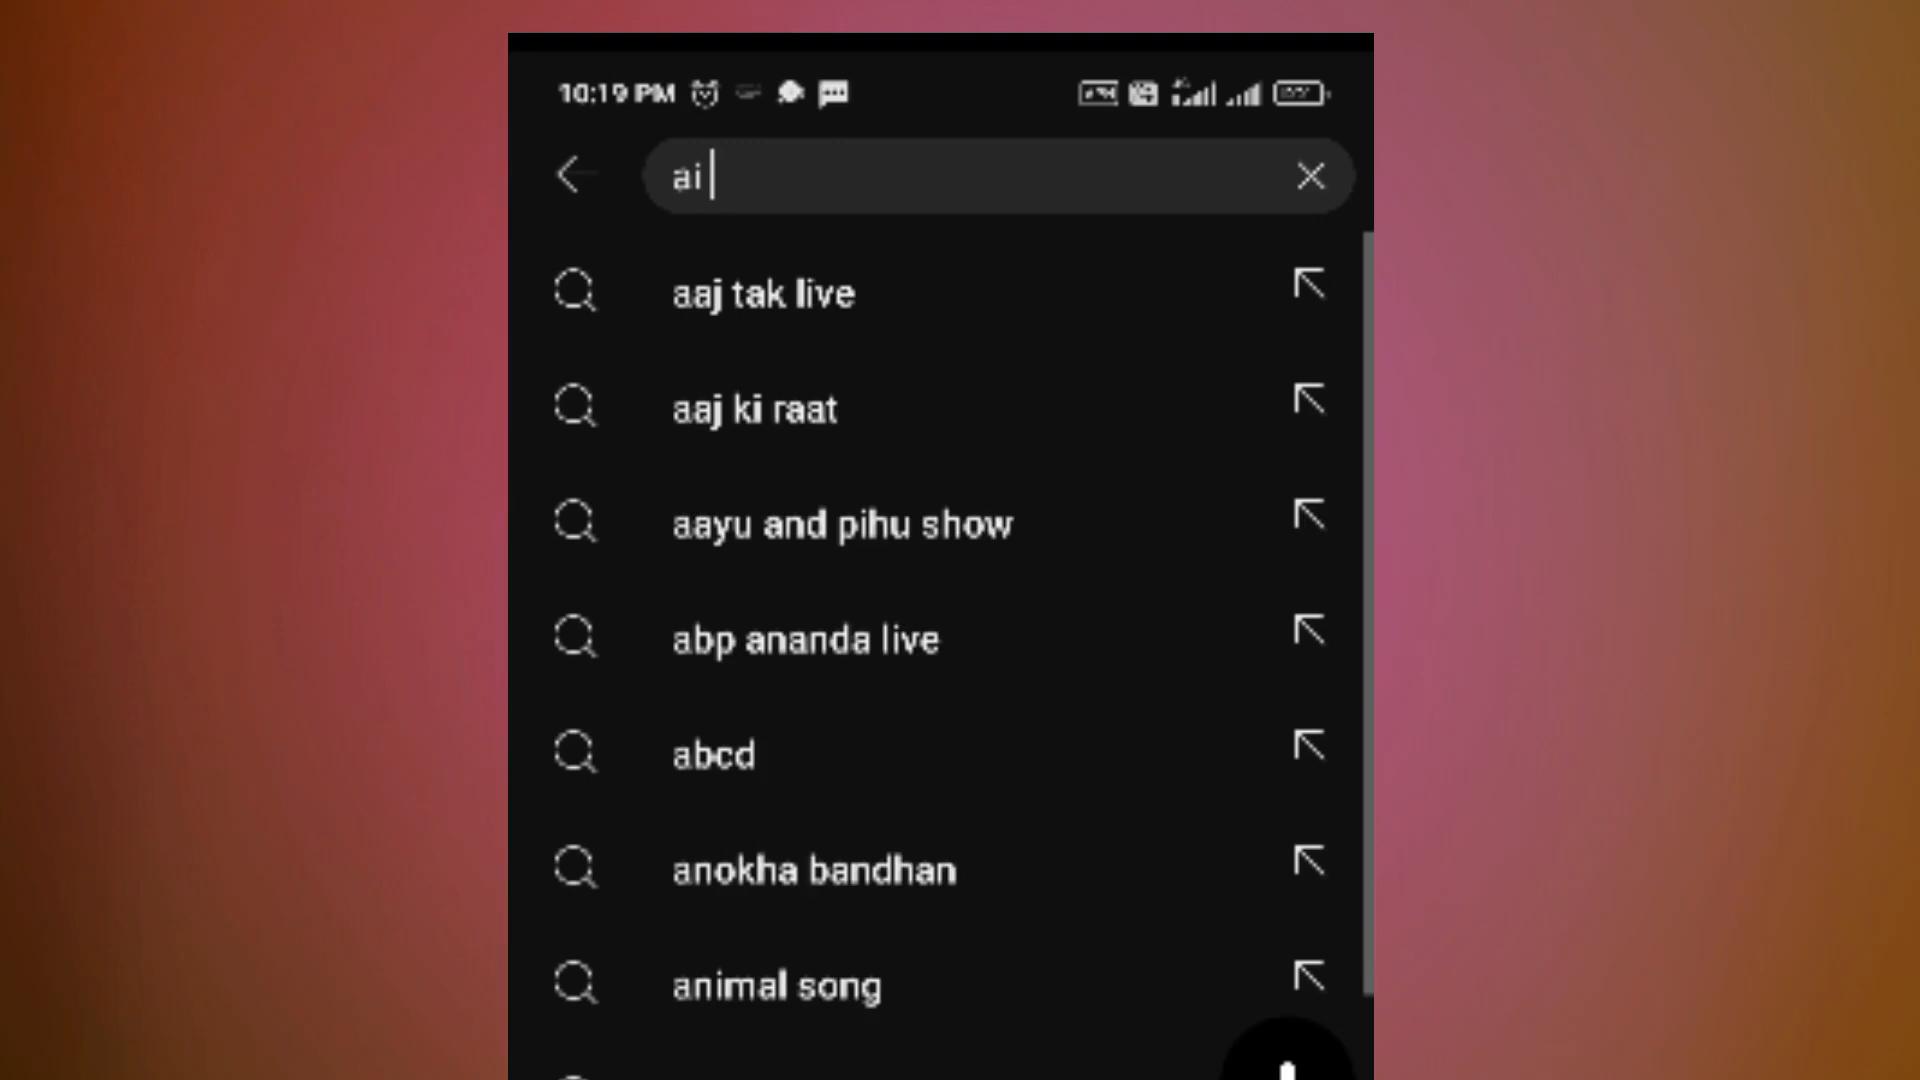 10:19 PM
ai
aaj tak live
aaj ki raat
aayu and pihu show
abp ananda live
abcd
anokha bandhan
animal song